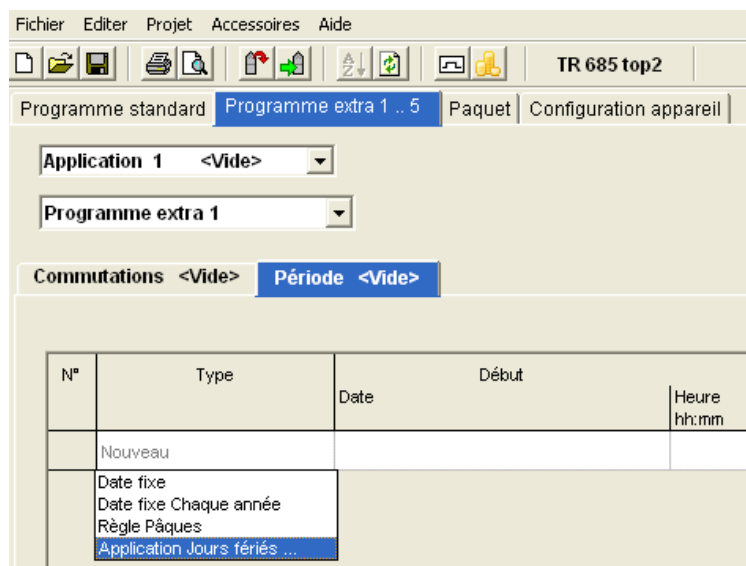 Fichier Editer Projet Accessoires Aide
TR 685 top2
Programme standard Programme extra 1 .. 5 Paquet Configuration appareil
Application 1 <Vide>
Programme extra 1
Commutations <Vide> Période <Vide>
N° Type Début
Date Heure
hh:mm
Nouveau
Date fixe
Date fixe Chaque année
Règle Pâques
Application Jours fériés ...